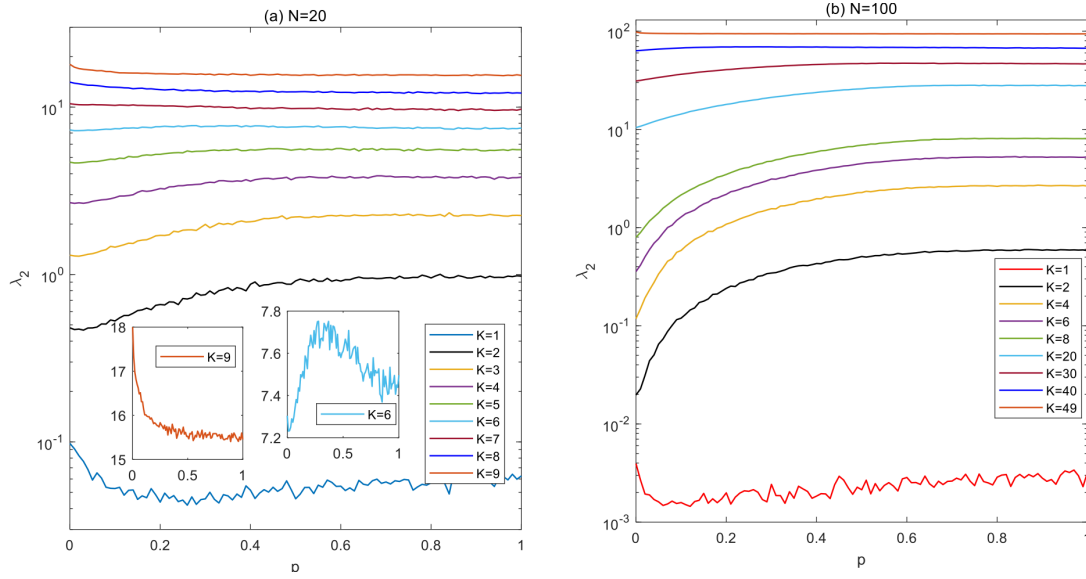 (a) N=20
10^1
10^0
10^-1
λ2
0
0.2
0.4
0.6
0.8
1
p
18
17
16
15
0
0.5
1
K=9
7.8
7.6
7.4
7.2
0
0.5
1
K=6
K=1
K=2
K=3
K=4
K=5
K=6
K=7
K=8
K=9
(b) N=100
10^2
10^1
10^0
10^-1
10^-2
10^-3
λ2
0
0.2
0.4
0.6
0.8
1
p
K=1
K=2
K=4
K=6
K=8
K=20
K=30
K=40
K=49